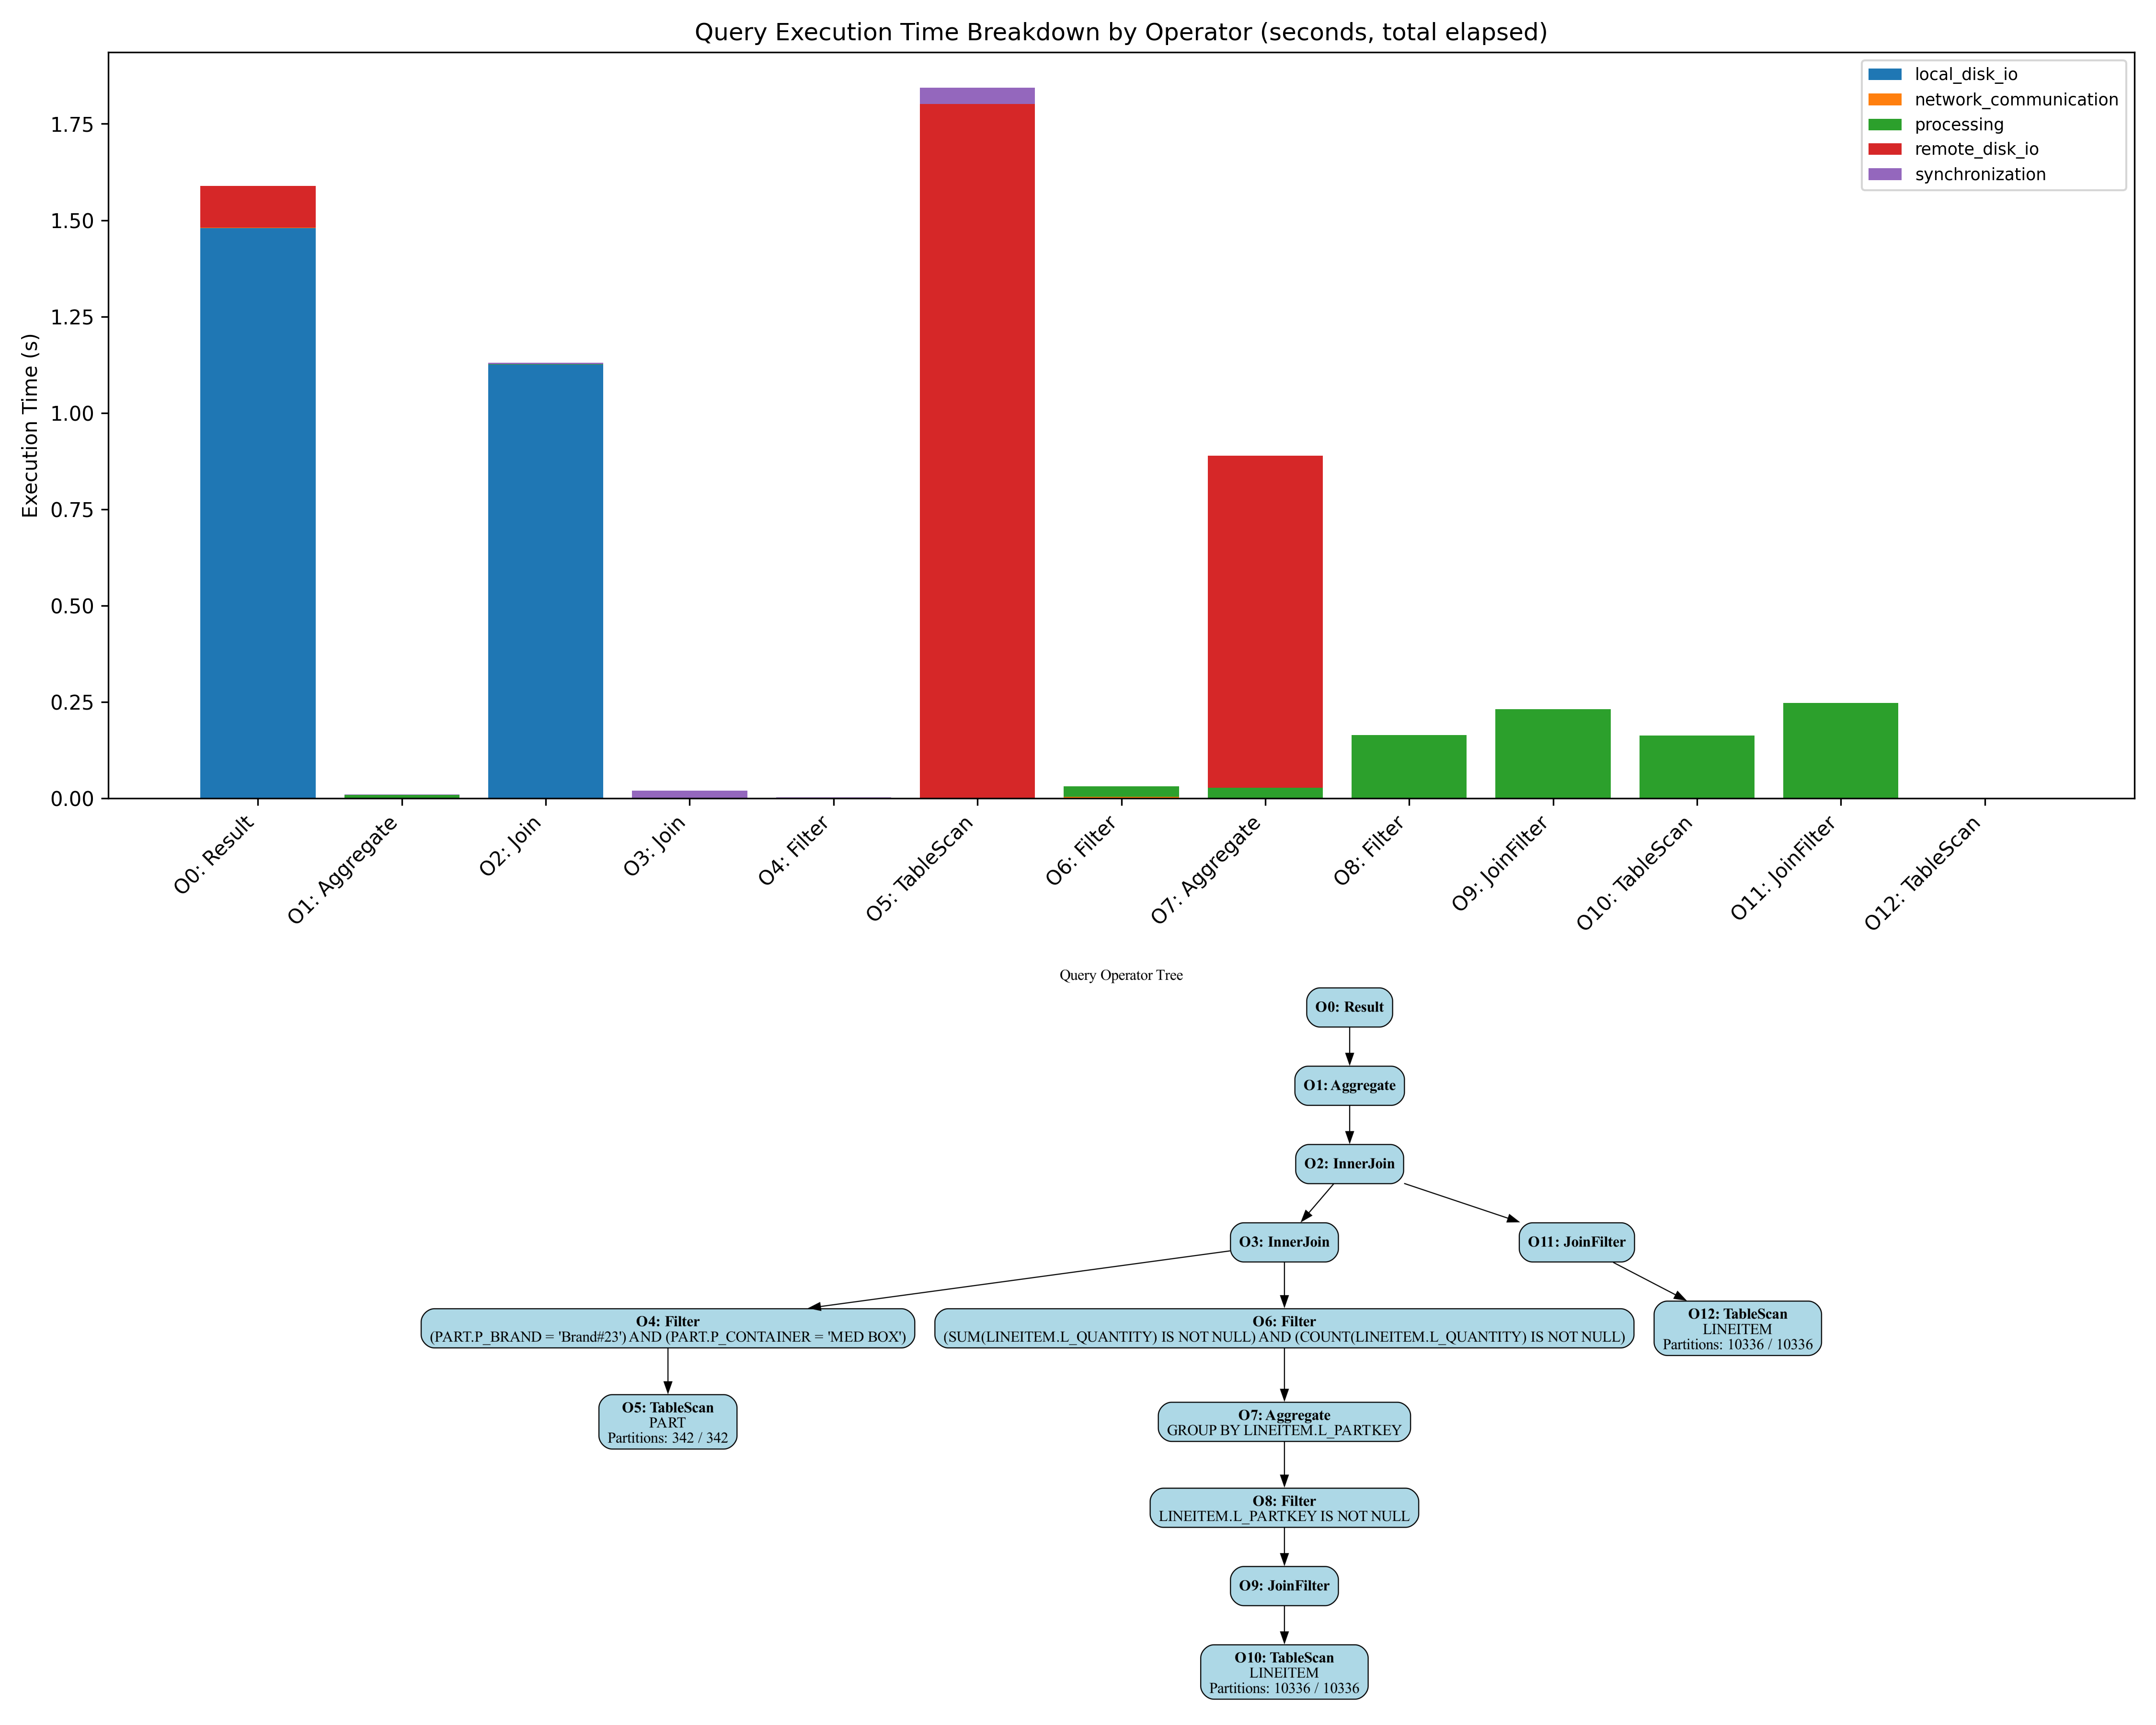 Query Execution Time Breakdown by Operator (seconds, total elapsed)
local_disk_io
network_communication
processing
remote_disk_io
synchronization
Execution Time (s)
1.75
1.50
1.25
1.00
0.75
0.50
0.25
0.00
O0: Result
O1: Aggregate
O2: Join
O3: Join
O4: Filter
O5: TableScan
O6: Filter
O7: Aggregate
O8: Filter
O9: JoinFilter
O10: TableScan
O11: JoinFilter
O12: TableScan
Query Operator Tree
O0: Result
O1: Aggregate
O2: InnerJoin
O3: InnerJoin
O11: JoinFilter
O4: Filter
(PART.P_BRAND = 'Brand#23') AND (PART.P_CONTAINER = 'MED BOX')
O6: Filter
(SUM(LINEITEM.L_QUANTITY) IS NOT NULL) AND (COUNT(LINEITEM.L_QUANTITY) IS NOT NULL)
O12: TableScan
LINEITEM
Partitions: 10336 / 10336
O5: TableScan
PART
Partitions: 342 / 342
O7: Aggregate
GROUP BY LINEITEM.L_PARTKEY
O8: Filter
LINEITEM.L_PARTKEY IS NOT NULL
O9: JoinFilter
O10: TableScan
LINEITEM
Partitions: 10336 / 10336